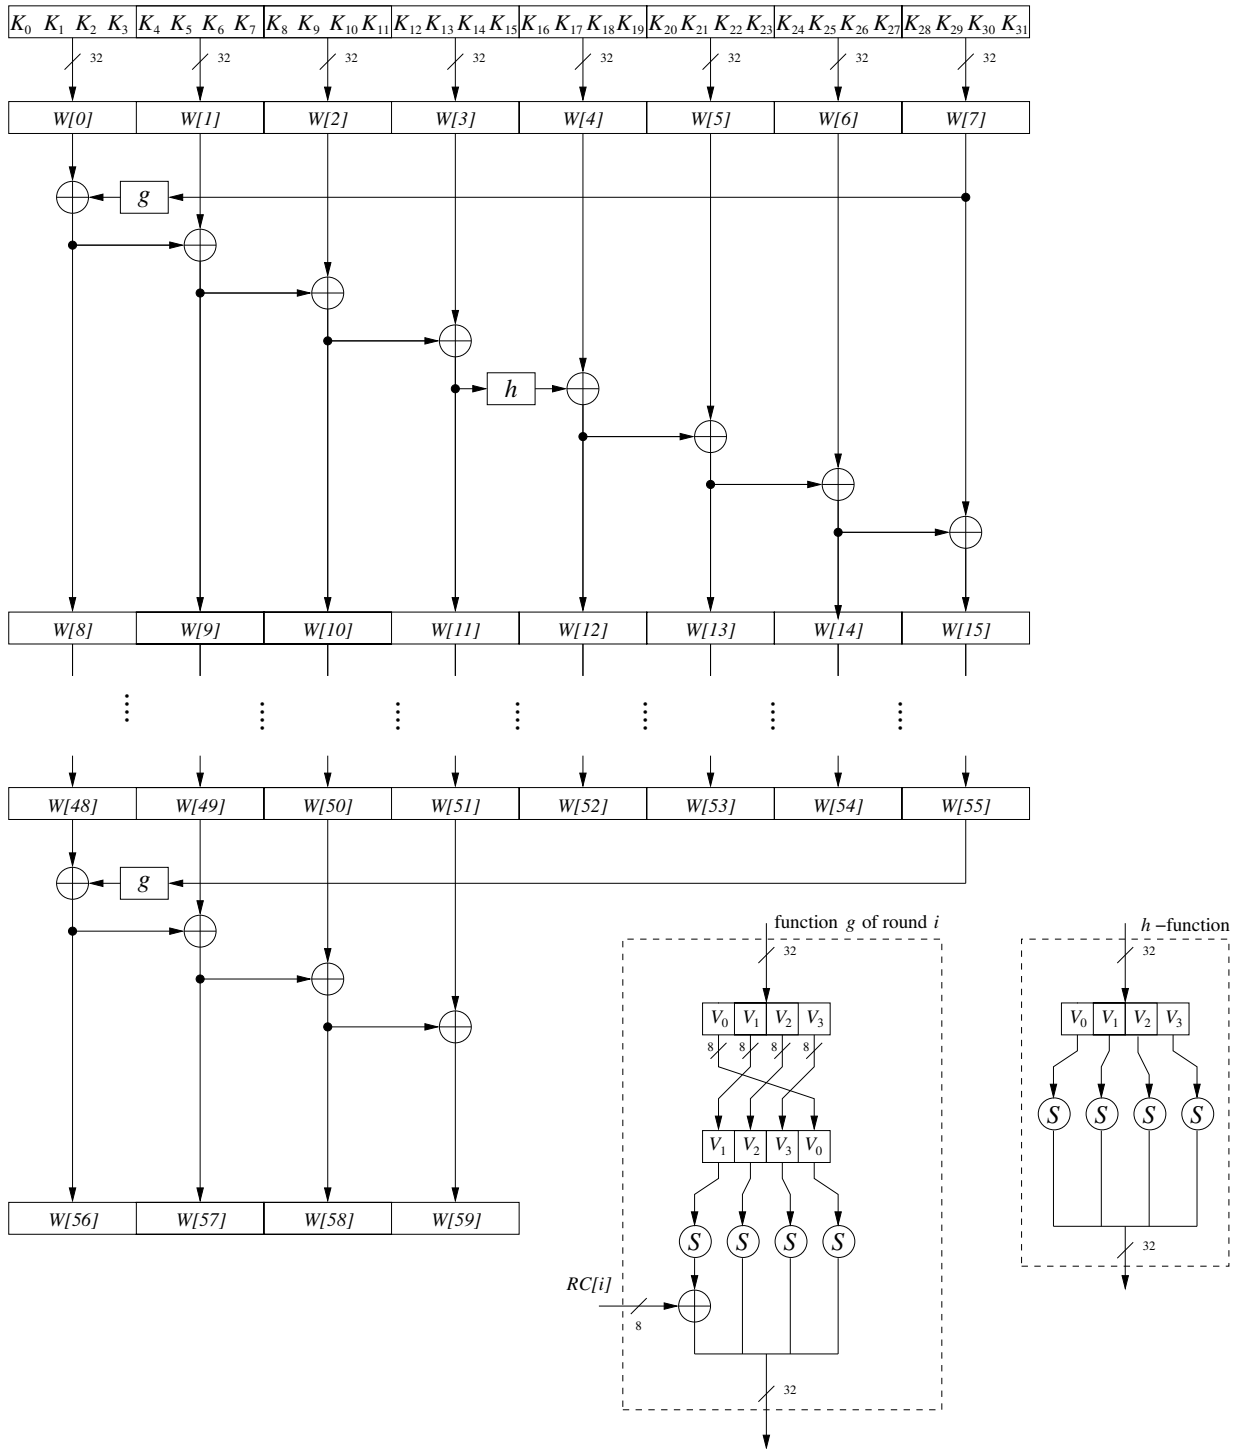 K₀ K₁ K₂ K₃ K₄ K₅ K₆ K₇ K₈ K₉ K₁₀ K₁₁ K₁₂ K₁₃ K₁₄ K₁₅ K₁₆ K₁₇ K₁₈ K₁₉ K₂₀ K₂₁ K₂₂ K₂₃ K₂₄ K₂₅ K₂₆ K₂₇ K₂₈ K₂₉ K₃₀ K₃₁
32 32 32 32 32 32 32 32
W[0] W[1] W[2] W[3] W[4] W[5] W[6] W[7]
g
h
W[8] W[9] W[10] W[11] W[12] W[13] W[14] W[15]
W[48] W[49] W[50] W[51] W[52] W[53] W[54] W[55]
g
function g of round i
32
V₀ V₁ V₂ V₃
8 8 8 8
V₁ V₂ V₃ V₀
S S S S
RC[i]
8
32
h –function
32
V₀ V₁ V₂ V₃
S S S S
32
W[56] W[57] W[58] W[59]